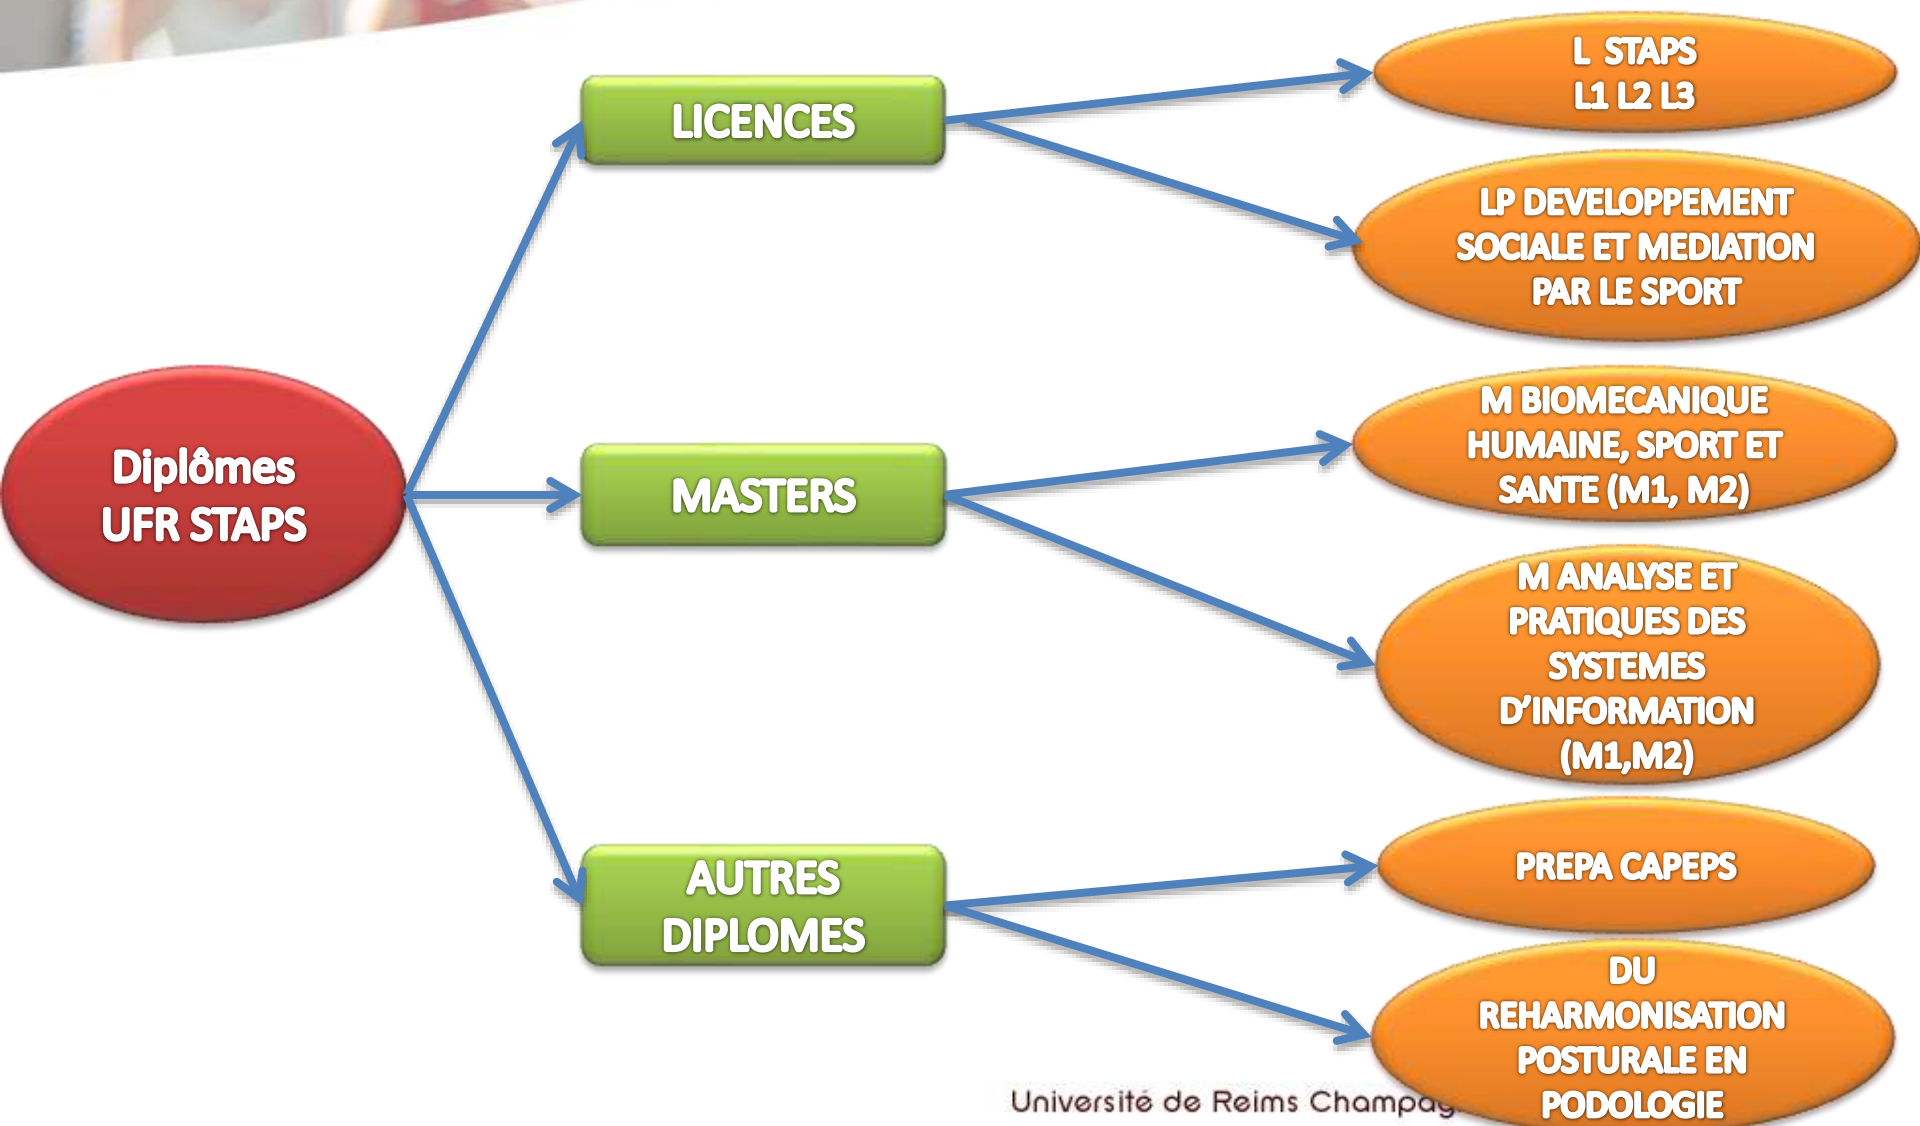 Diplômes
UFR STAPS
LICENCES
L STAPS
L1 L2 L3
LP DEVELOPPEMENT
SOCIALE ET MEDIATION
PAR LE SPORT
MASTERS
M BIOMECANIQUE
HUMAINE, SPORT ET
SANTE (M1, M2)
M ANALYSE ET
PRATIQUES DES
SYSTEMES
D'INFORMATION
(M1,M2)
AUTRES
DIPLOMES
PREPA CAPEPS
DU
REHARMONISATION
POSTURALE EN
PODOLOGIE
Université de Reims